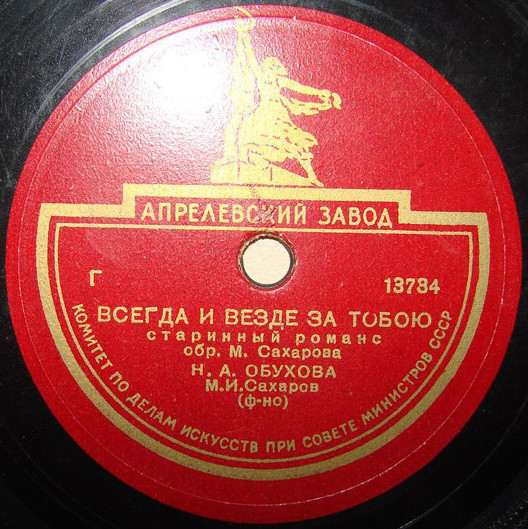 АПРЕЛЕВСКИЙ ЗАВОД
Г 13784
ВСЕГДА И ВЕЗДЕ ЗА ТОБОЮ
старинный романс
обр. М. Сахарова
Н. А. ОБУХОВА
М.И.Сахаров
(ф-но)
КОМИТЕТ ПО ДЕЛАМ ИСКУССТВ ПРИ СОВЕТЕ МИНИСТРОВ СССР